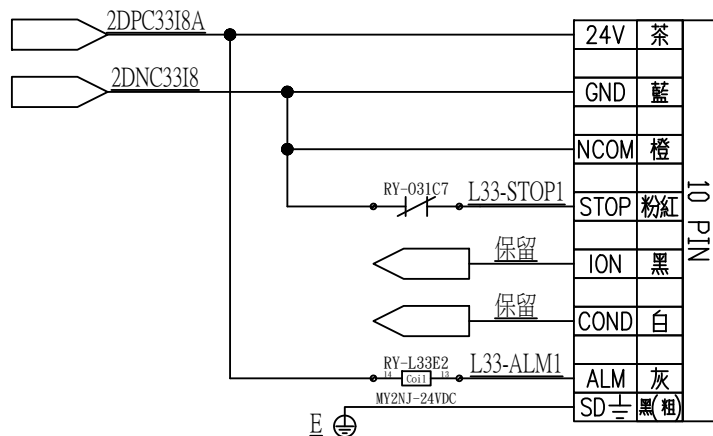 2DPC33I8A
24V 茶
2DNC33I8
GND 藍
NCOM 橙
RY-031C7 L33-STOP1 STOP 粉紅
10 PIN
保留 ION 黑
保留 COND 白
RY-L33E2 L33-ALM1
14 Coil 13 ALM 灰
MY2NJ-24VDC
E SD 黑(粗)